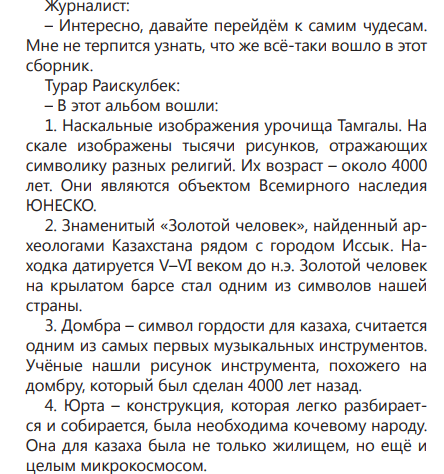 Журналист:
– Интересно, давайте перейдём к самим чудесам.
Мне не терпится узнать, что же всё-таки вошло в этот
сборник.
Турар Раискулбек:
– В этот альбом вошли:
1. Наскальные изображения урочища Тамгалы. На
скале изображены тысячи рисунков, отражающих
символику разных религий. Их возраст – около 4000
лет. Они являются объектом Всемирного наследия
ЮНЕСКО.
2. Знаменитый «Золотой человек», найденный ар-
хеологами Казахстана рядом с городом Иссык. На-
ходка датируется V–VI веком до н.э. Золотой человек
на крылатом барсе стал одним из символов нашей
страны.
3. Домбра – символ гордости для казаха, считается
одним из самых первых музыкальных инструментов.
Учёные нашли рисунок инструмента, похожего на
домбру, который был сделан 4000 лет назад.
4. Юрта – конструкция, которая легко разбирает-
ся и собирается, была необходима кочевому народу.
Она для казаха была не только жилищем, но ещё и
целым микрокосмосом.